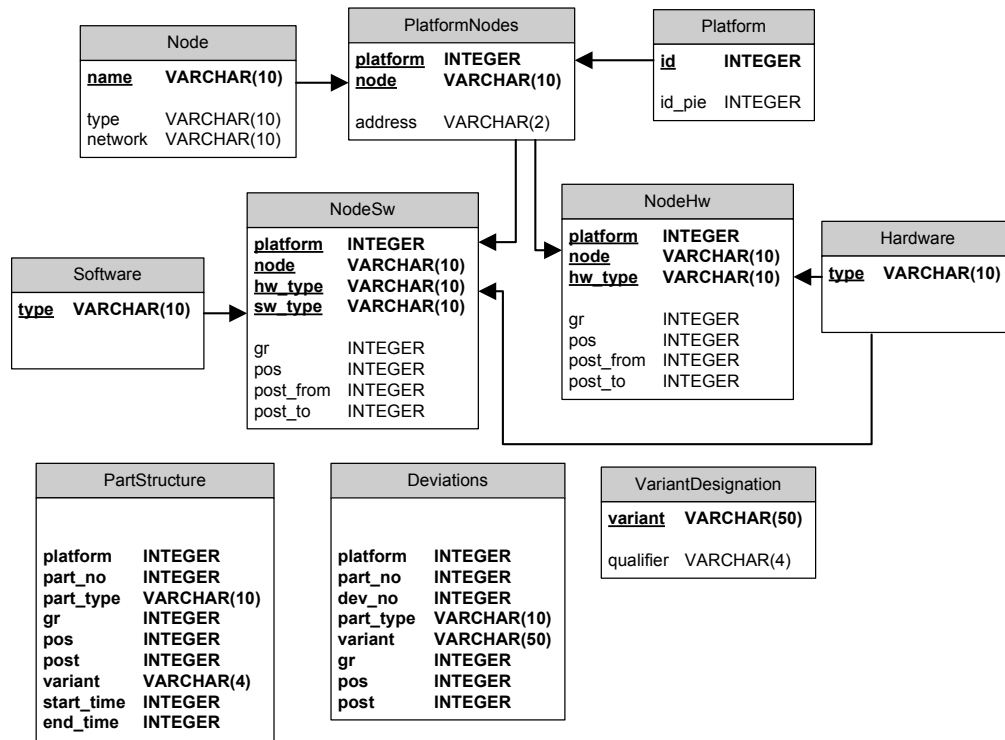 Node
name VARCHAR(10)
type VARCHAR(10)
network VARCHAR(10)
PlatformNodes
platform INTEGER
node VARCHAR(10)
address VARCHAR(2)
Platform
id INTEGER
id_pie INTEGER
Software
type VARCHAR(10)
NodeSw
platform INTEGER
node VARCHAR(10)
hw_type VARCHAR(10)
sw_type VARCHAR(10)
gr INTEGER
pos INTEGER
post_from INTEGER
post_to INTEGER
NodeHw
platform INTEGER
node VARCHAR(10)
hw_type VARCHAR(10)
gr INTEGER
pos INTEGER
post_from INTEGER
post_to INTEGER
Hardware
type VARCHAR(10)
PartStructure
platform INTEGER
part_no INTEGER
part_type VARCHAR(10)
gr INTEGER
pos INTEGER
post INTEGER
variant VARCHAR(4)
start_time INTEGER
end_time INTEGER
Deviations
platform INTEGER
part_no INTEGER
dev_no INTEGER
part_type VARCHAR(10)
variant VARCHAR(50)
gr INTEGER
pos INTEGER
post INTEGER
VariantDesignation
variant VARCHAR(50)
qualifier VARCHAR(4)